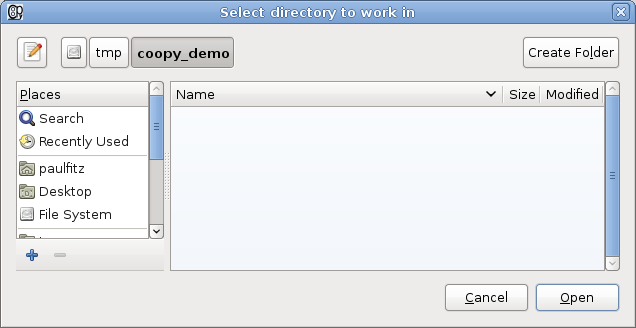 Select directory to work in
tmp coopy_demo Create Folder
Places Name Size Modified
Search
Recently Used
paulfitz
Desktop
File System
Cancel Open